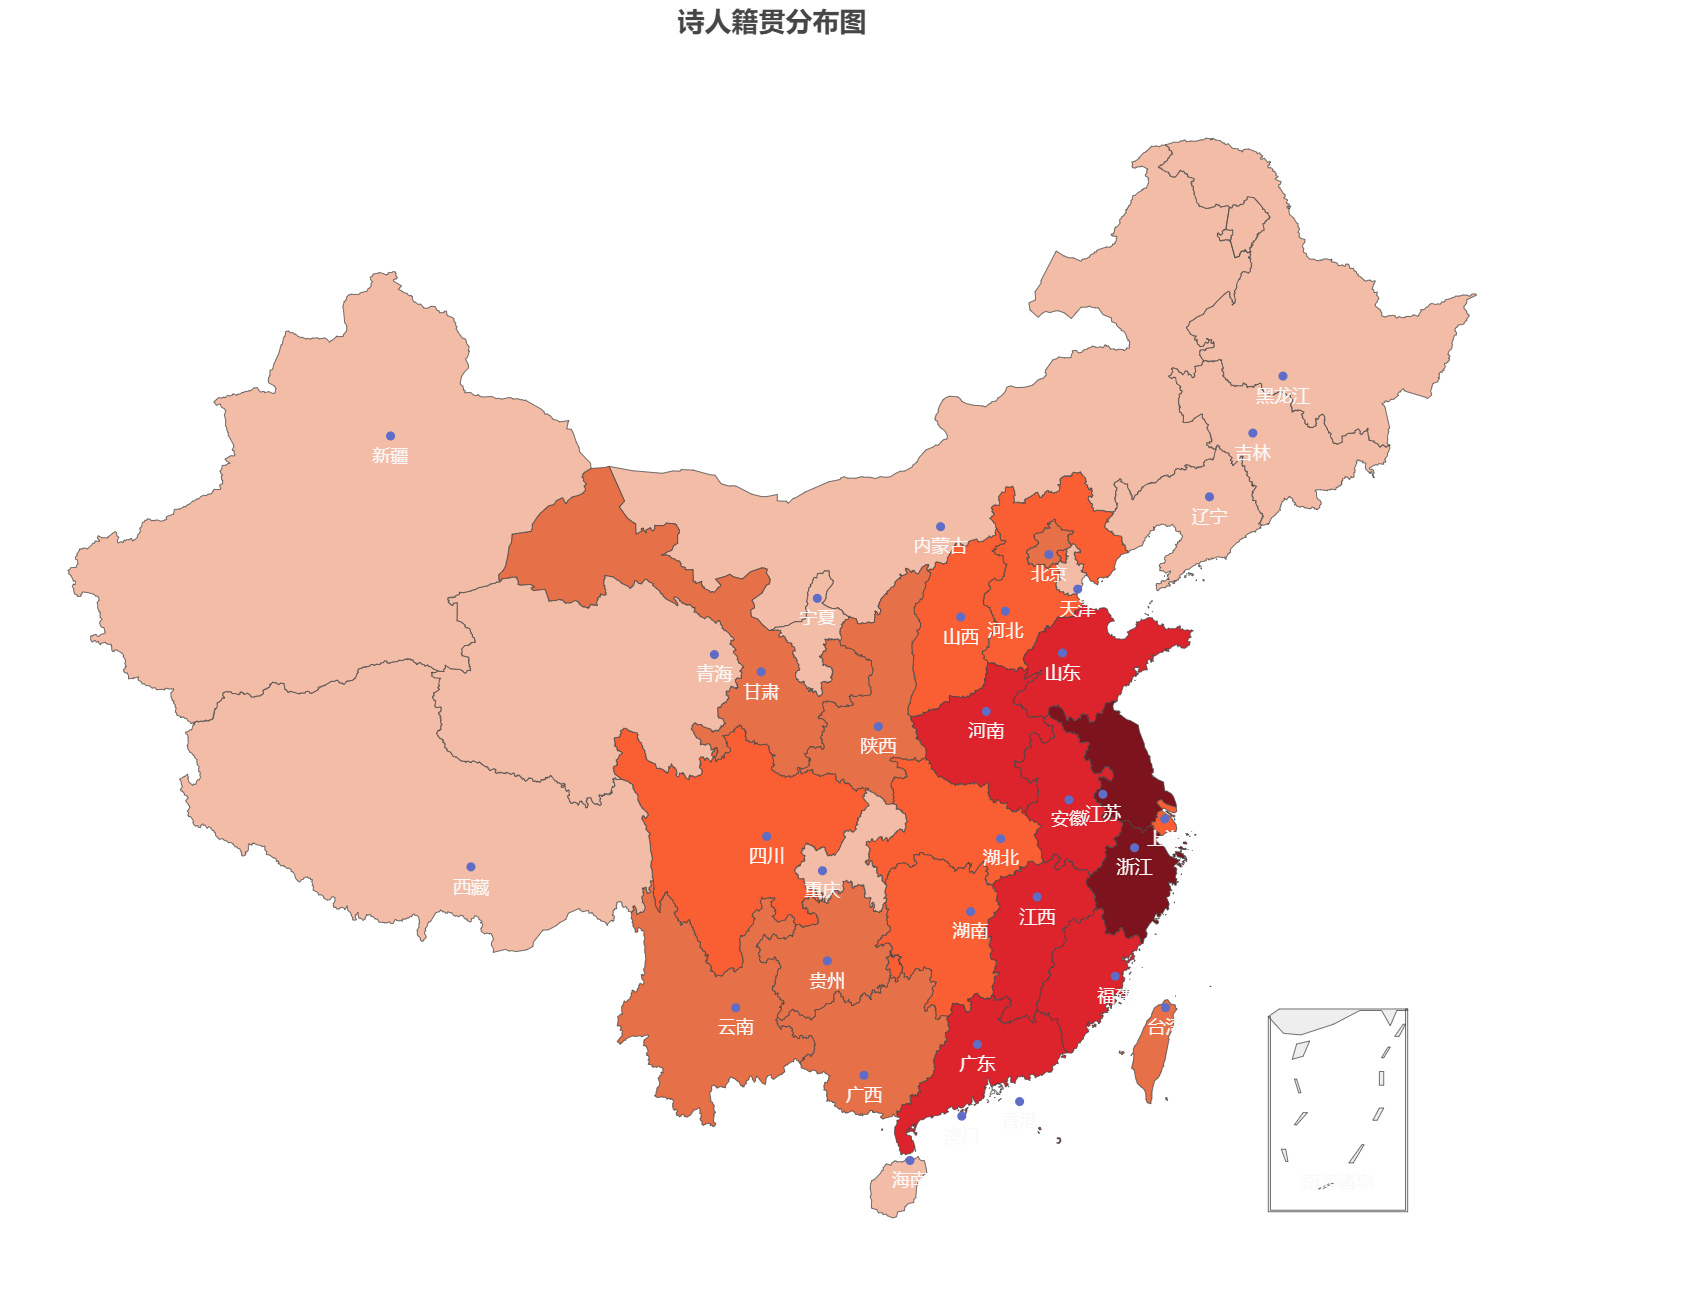 诗人籍贯分布图
黑龙江
吉林
新疆
辽宁
内蒙古
北京
天津
宁夏
山西
河北
青海
山东
甘肃
河南
陕西
江苏
安徽
上海
四川
湖北
浙江
西藏
重庆
江西
湖南
贵州
福建
云南
台湾
广东
广西
香港
澳门
海南
南海诸岛